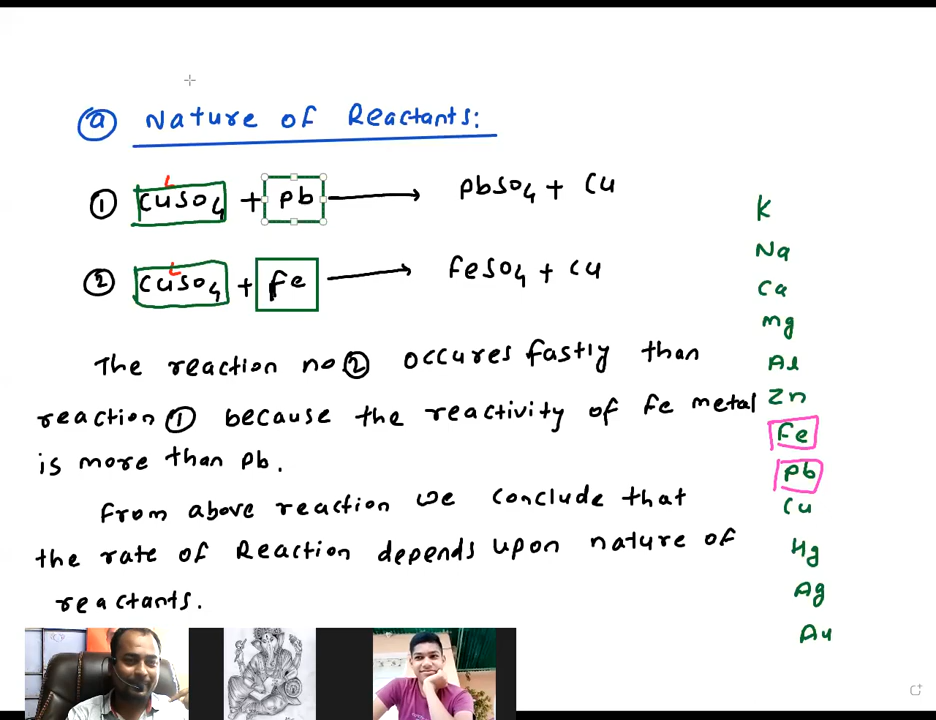 a Nature of Reactants:
1 CuSO4 + Pb → PbSO4 + Cu
2 CuSO4 + Fe → FeSO4 + Cu
The reaction no 2 occures fastly than
reaction 1 because the reactivity of Fe metal
is more than Pb.
From above reaction we conclude that
the rate of Reaction depends upon nature of
reactants.
K
Na
Ca
Mg
Al
Zn
Fe
Pb
Cu
Hg
Ag
Au